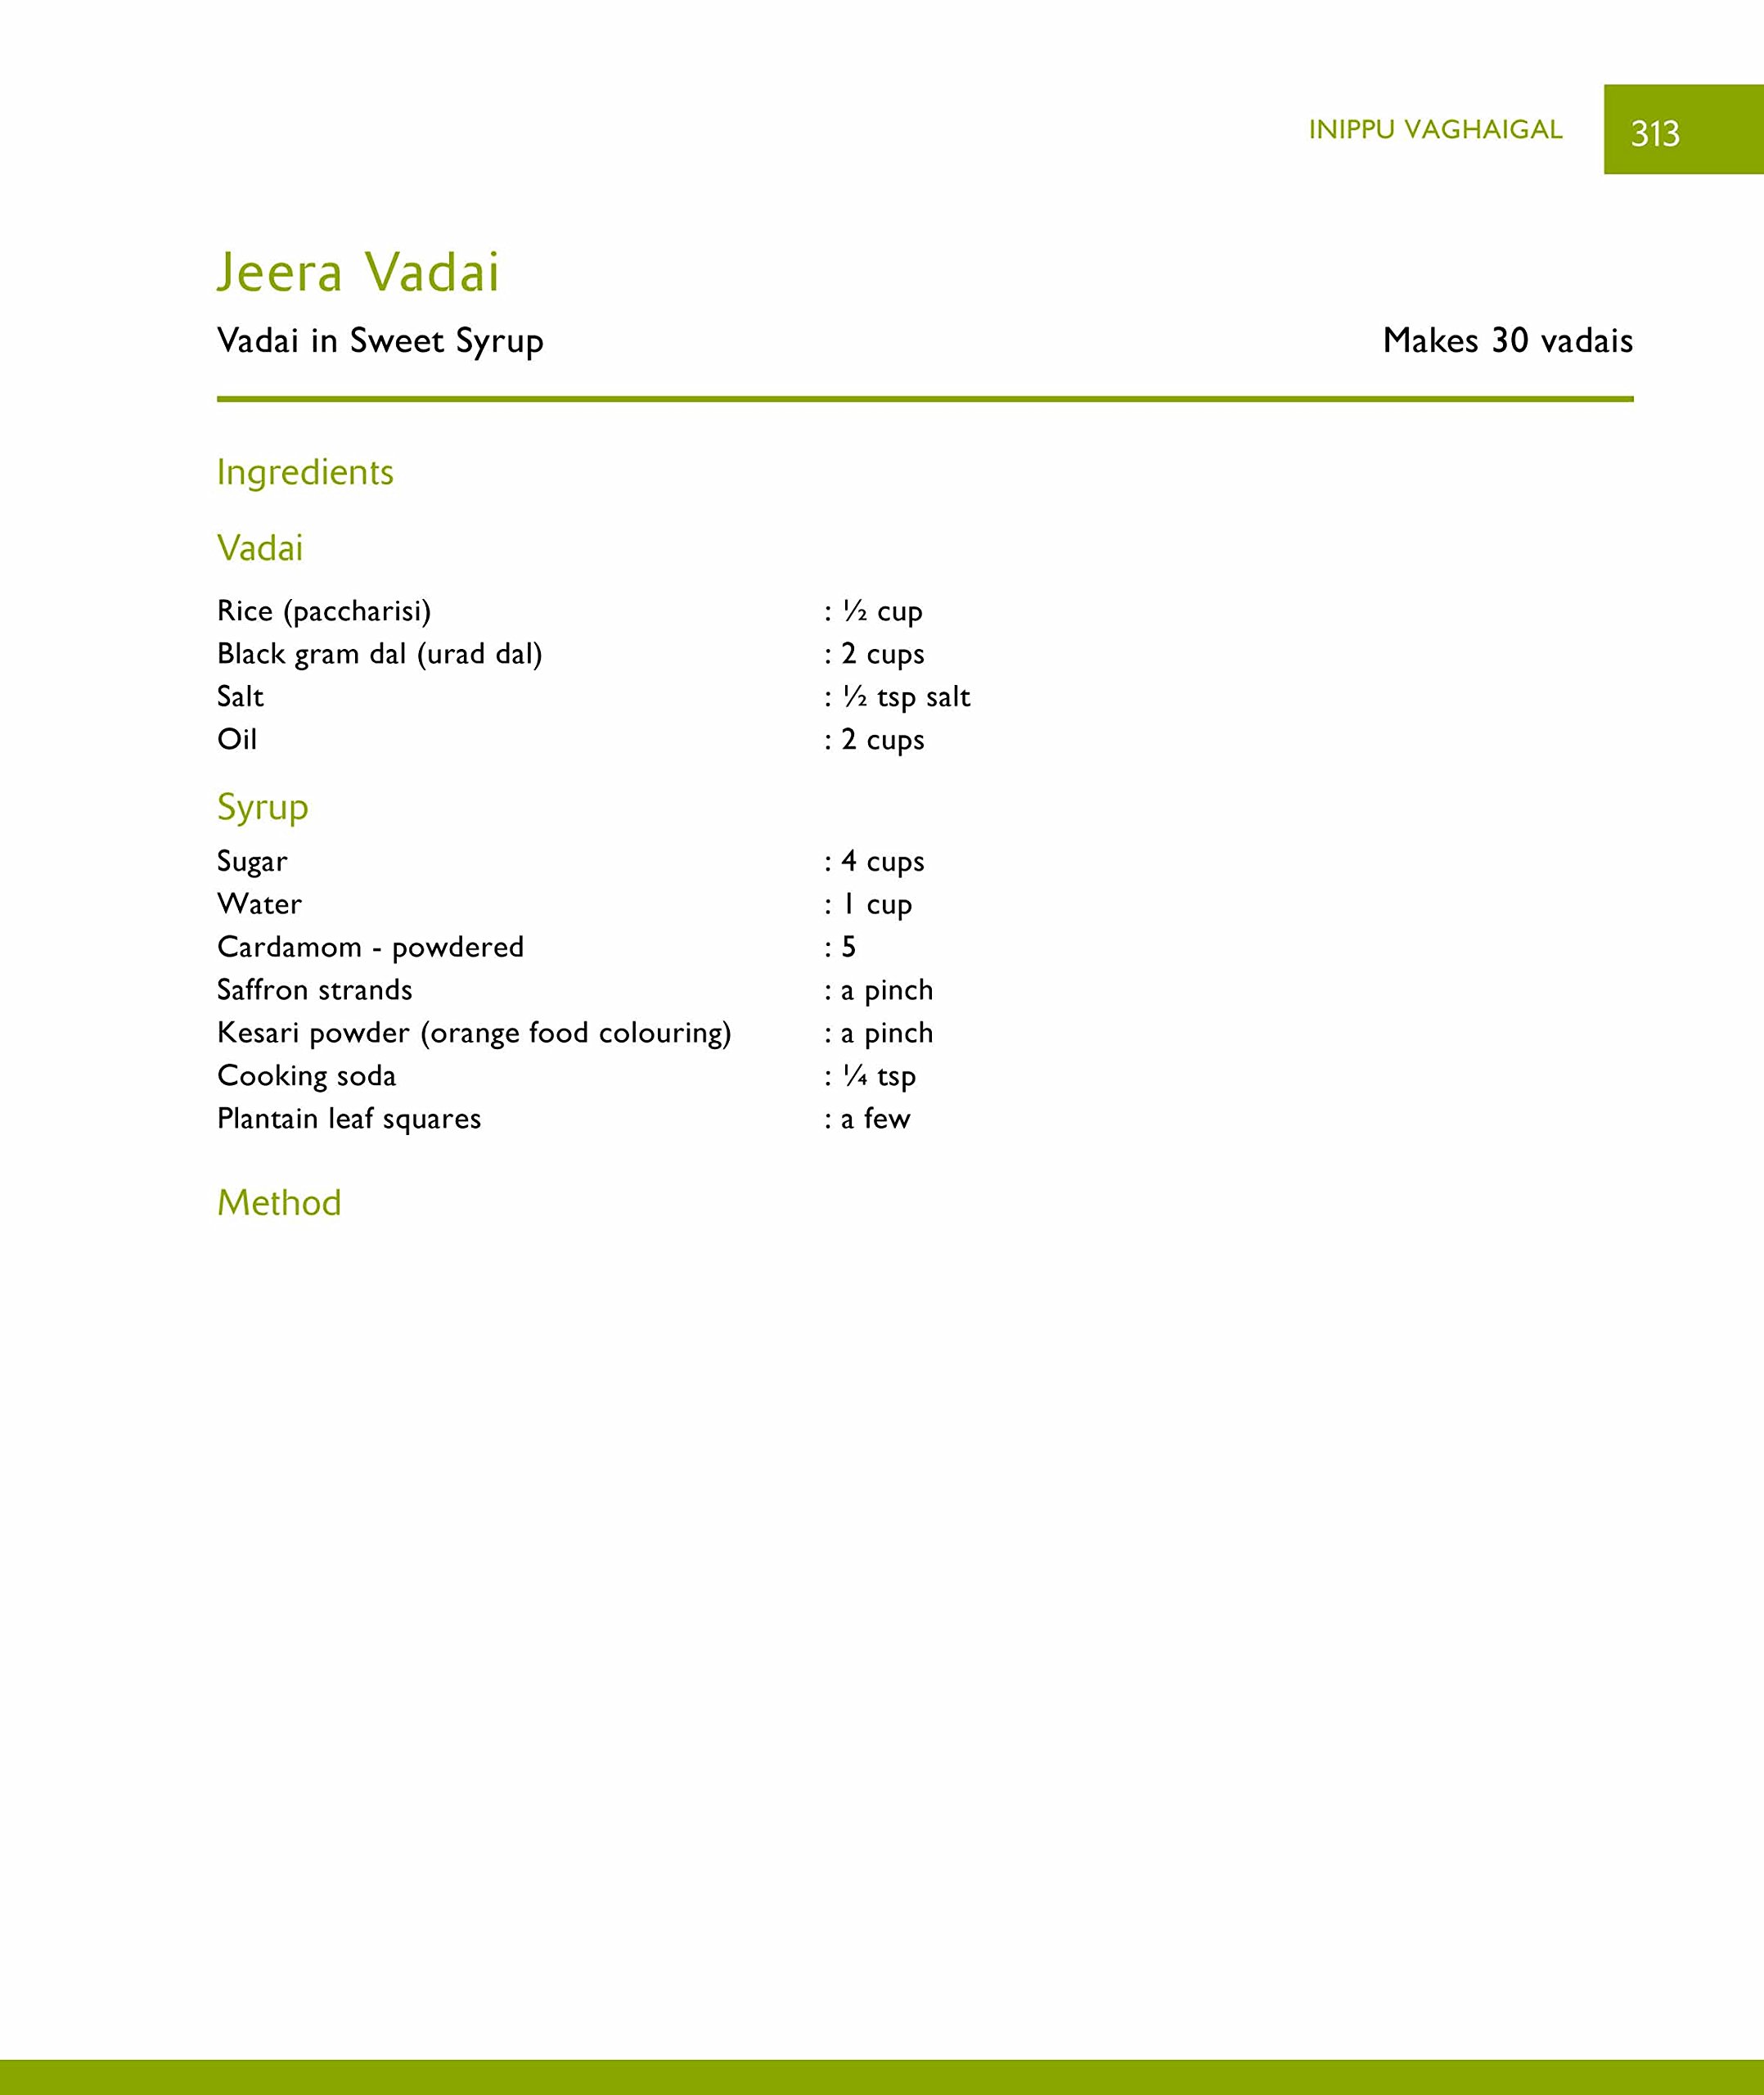 INIPPU VAGHAIGAL 313
Jeera Vadai
Vadai in Sweet Syrup Makes 30 vadais
Ingredients
Vadai
Rice (paccharisi) : ½ cup
Black gram dal (urad dal) : 2 cups
Salt : ½ tsp salt
Oil : 2 cups
Syrup
Sugar : 4 cups
Water : 1 cup
Cardamom - powdered : 5
Saffron strands : a pinch
Kesari powder (orange food colouring) : a pinch
Cooking soda : ¼ tsp
Plantain leaf squares : a few
Method